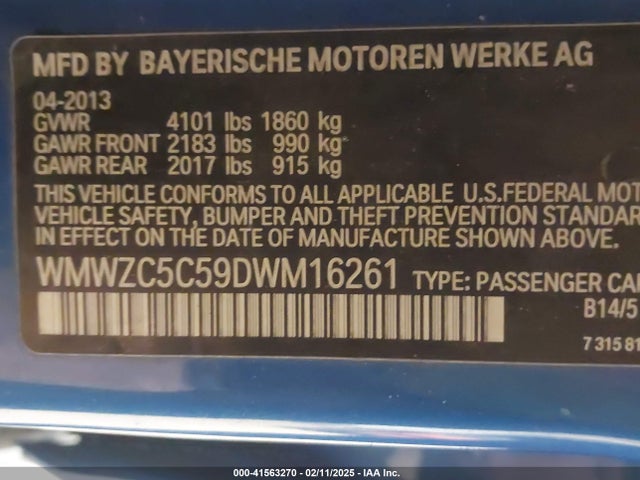 MFD BY BAYERISCHE MOTOREN WERKE AG
04-2013
GVWR 4101 lbs 1860 kg
GAWR FRONT 2183 lbs 990 kg
GAWR REAR 2017 lbs 915 kg
THIS VEHICLE CONFORMS TO ALL APPLICABLE U.S.FEDERAL MOT
VEHICLE SAFETY, BUMPER AND THEFT PREVENTION STANDAR
IN EFFECT ON THE DATE OF MANUFACTURE SHOWN ABOVE.
WMWZC5C59DWM16261 TYPE: PASSENGER CAR
B14/5
7 315 81
000-41563270 - 02/11/2025 - IAA Inc.